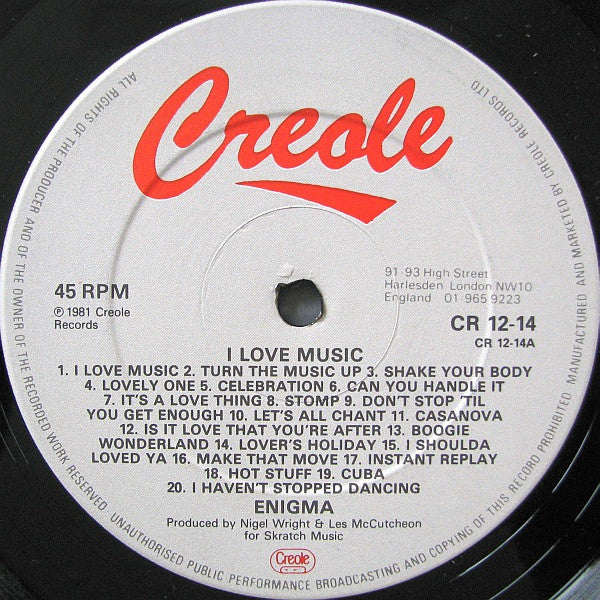 Creole
45 RPM
℗ 1981 Creole
Records
91-93 High Street
Harlesden London NW10
England 01 965 9223
CR 12-14
CR 12-14A
I LOVE MUSIC
1. I LOVE MUSIC 2. TURN THE MUSIC UP 3. SHAKE YOUR BODY
4. LOVELY ONE 5. CELEBRATION 6. CAN YOU HANDLE IT
7. IT'S A LOVE THING 8. STOMP 9. DON'T STOP 'TIL
YOU GET ENOUGH 10. LET'S ALL CHANT 11. CASANOVA
12. IS IT LOVE THAT YOU'RE AFTER 13. BOOGIE
WONDERLAND 14. LOVER'S HOLIDAY 15. I SHOULDA
LOVED YA 16. MAKE THAT MOVE 17. INSTANT REPLAY
18. HOT STUFF 19. CUBA
20. I HAVEN'T STOPPED DANCING
ENIGMA
Produced by Nigel Wright & Les McCutcheon
for Skratch Music
Creole
ALL RIGHTS OF THE PRODUCER AND OF THE OWNER OF THE RECORDED WORK RESERVED UNAUTHORISED PUBLIC PERFORMANCE BROADCASTING AND COPYING OF THIS RECORD PROHIBITED MANUFACTURED AND MARKETED BY CREOLE RECORDS LTD